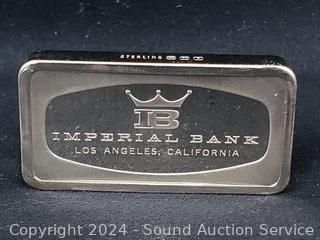 STERLING
IB
IMPERIAL BANK
LOS ANGELES, CALIFORNIA
Copyright © 2024 - Sound Auction Service